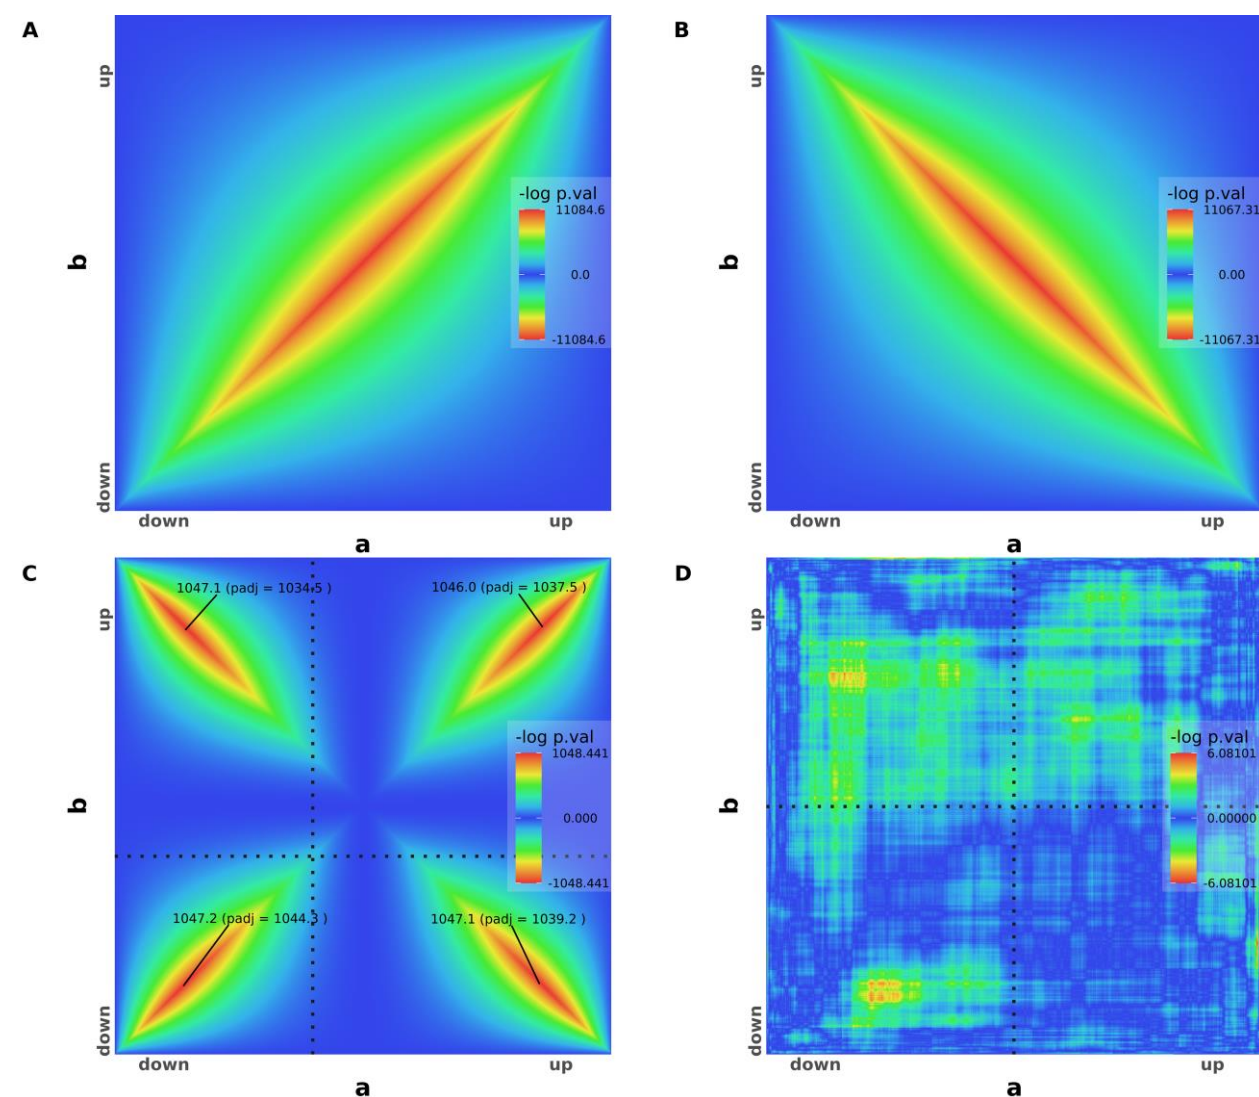 A
up
b
down
down
up
a
-log p.val
11084.6
0.0
-11084.6
B
up
b
down
down
up
a
-log p.val
11067.31
0.00
-11067.31
C
up
b
down
down
up
a
1047.1 (padj = 1034.5 )
1046.0 (padj = 1037.5 )
1047.2 (padj = 1044.3 )
1047.1 (padj = 1039.2 )
-log p.val
1048.441
0.000
-1048.441
D
up
b
down
down
up
a
-log p.val
6.08101
0.00000
-6.08101